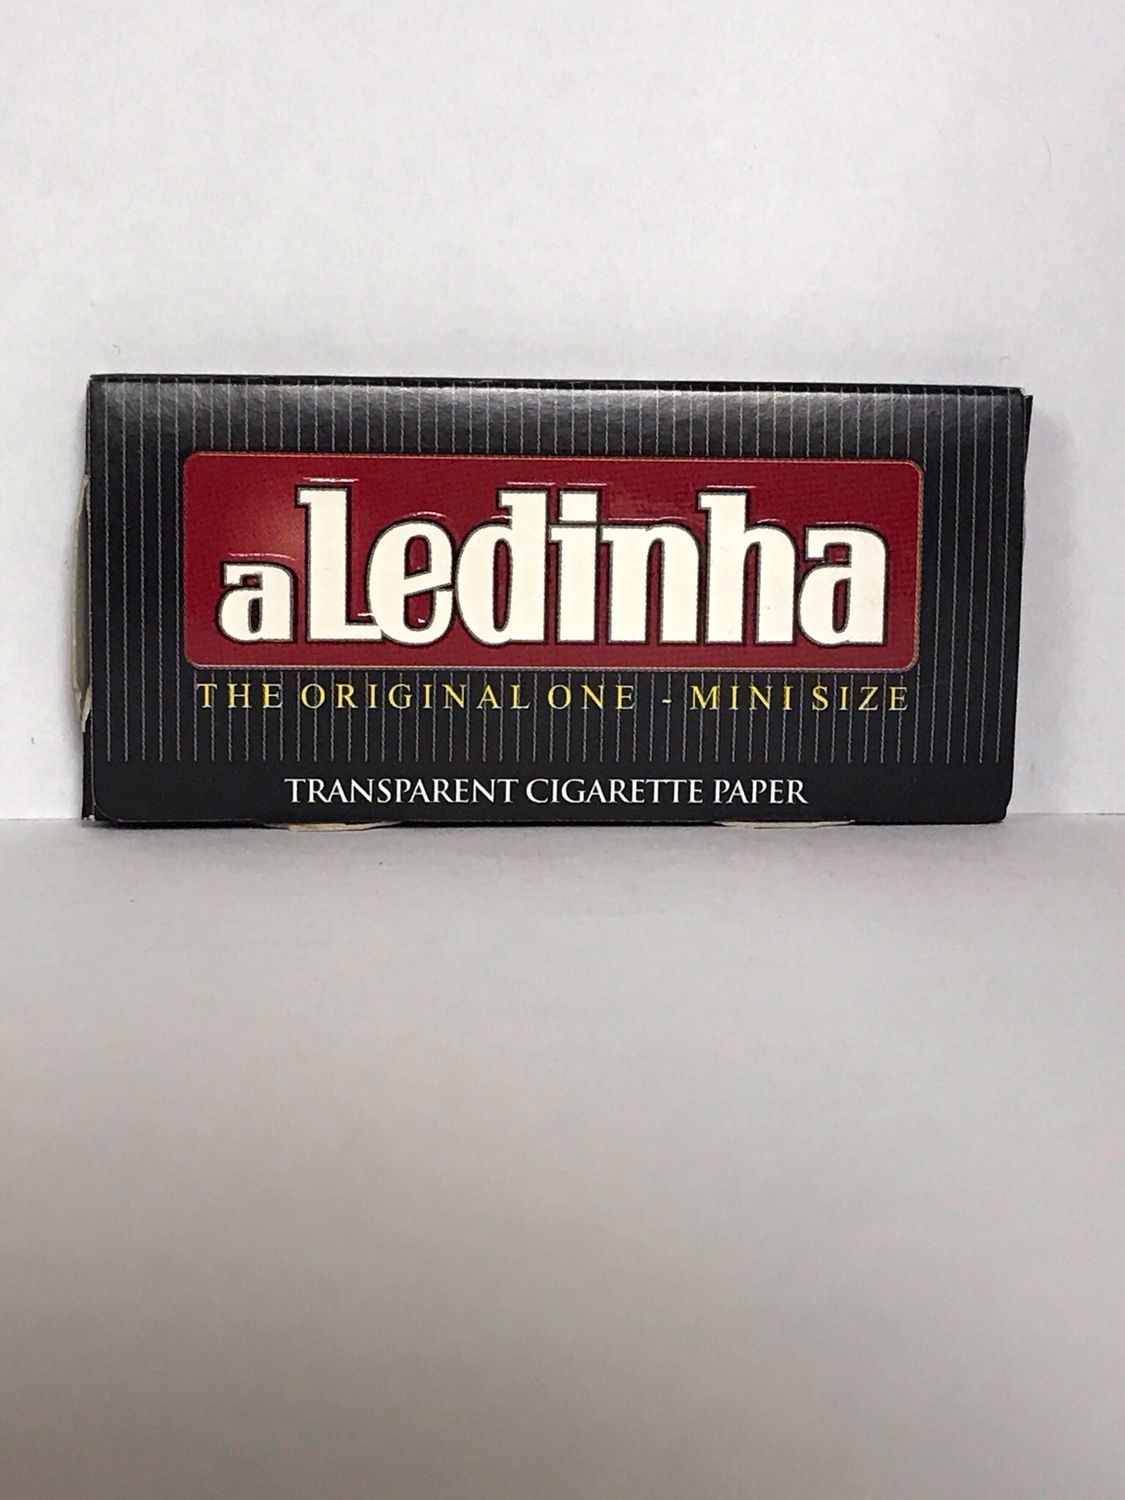 aLedinha
THE ORIGINAL ONE - MINI SIZE
TRANSPARENT CIGARETTE PAPER